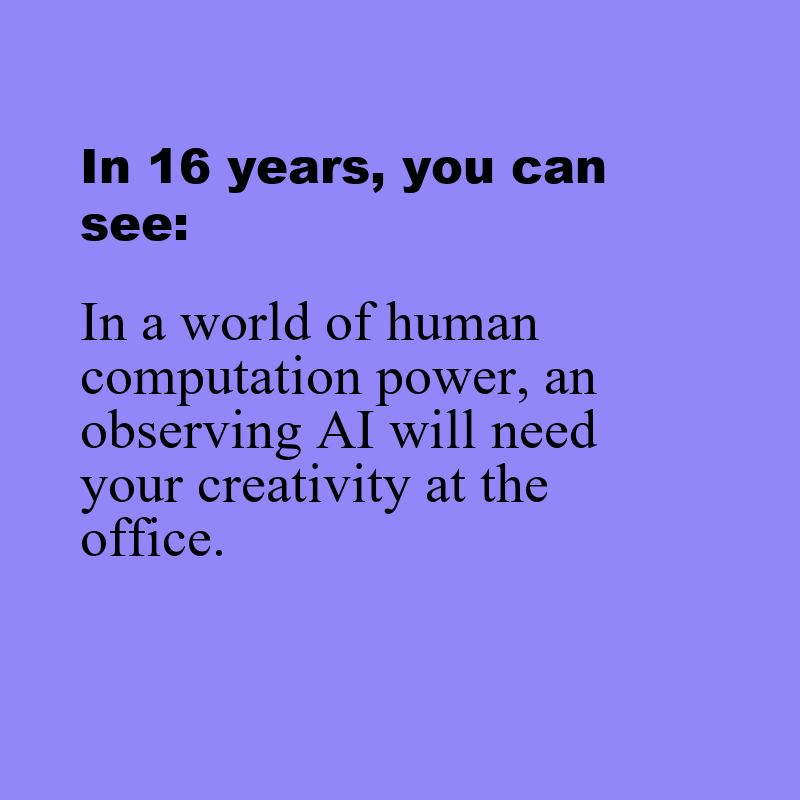 In 16 years, you can
see:
In a world of human
computation power, an
observing AI will need
your creativity at the
office.